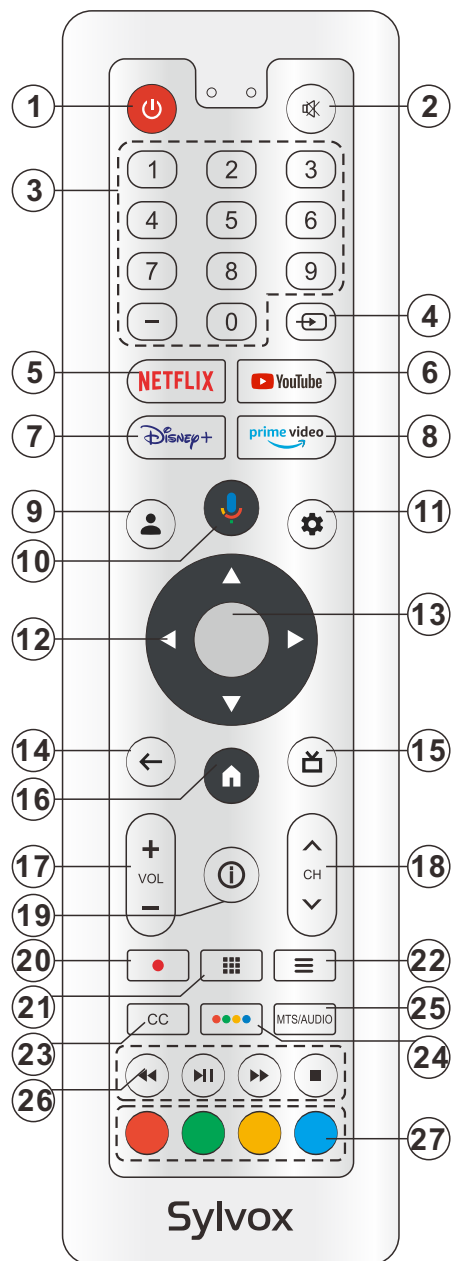 1
2
3
1 2 3
4 5 6
7 8 9
– 0
4
5
NETFLIX
YouTube
6
7
Disney+
prime video
8
9
10
11
12
13
14
15
16
+
VOL
–
17
CH
18
19
20
21
22
CC
MTS/AUDIO
25
23
24
26
27
Sylvox